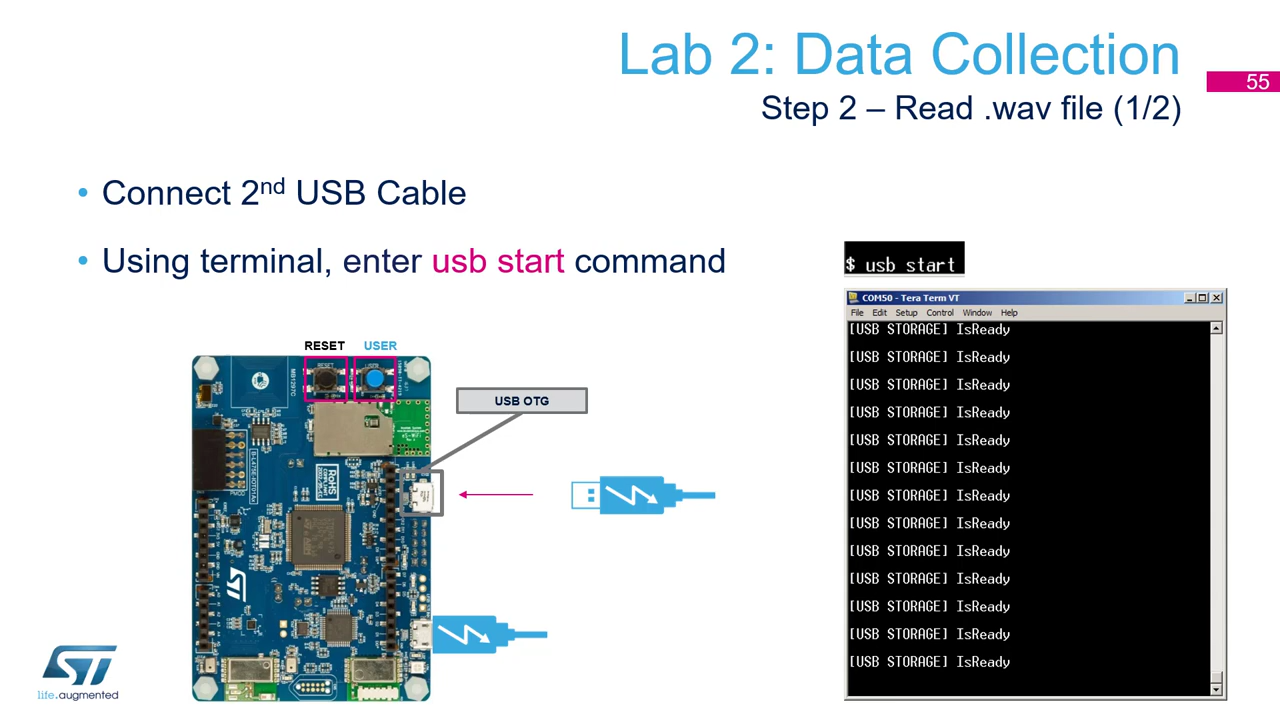 Lab 2: Data Collection
55
Step 2 – Read .wav file (1/2)
• Connect 2nd USB Cable
• Using terminal, enter usb start command
$ usb start
COM50 - Tera Term VT
File Edit Setup Control Window Help
[USB STORAGE] IsReady
[USB STORAGE] IsReady
[USB STORAGE] IsReady
[USB STORAGE] IsReady
[USB STORAGE] IsReady
[USB STORAGE] IsReady
[USB STORAGE] IsReady
[USB STORAGE] IsReady
[USB STORAGE] IsReady
[USB STORAGE] IsReady
[USB STORAGE] IsReady
[USB STORAGE] IsReady
[USB STORAGE] IsReady
RESET USER
RESET
MB1297C
USB OTG
RoHS
ST
life.augmented